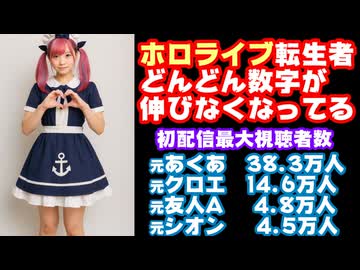 ホロライブ転生者
どんどん数字が
伸びなくなってる
初配信最大視聴者数
元あくあ 38.3万人
元クロエ 14.6万人
元友人A 4.8万人
元シオン 4.5万人